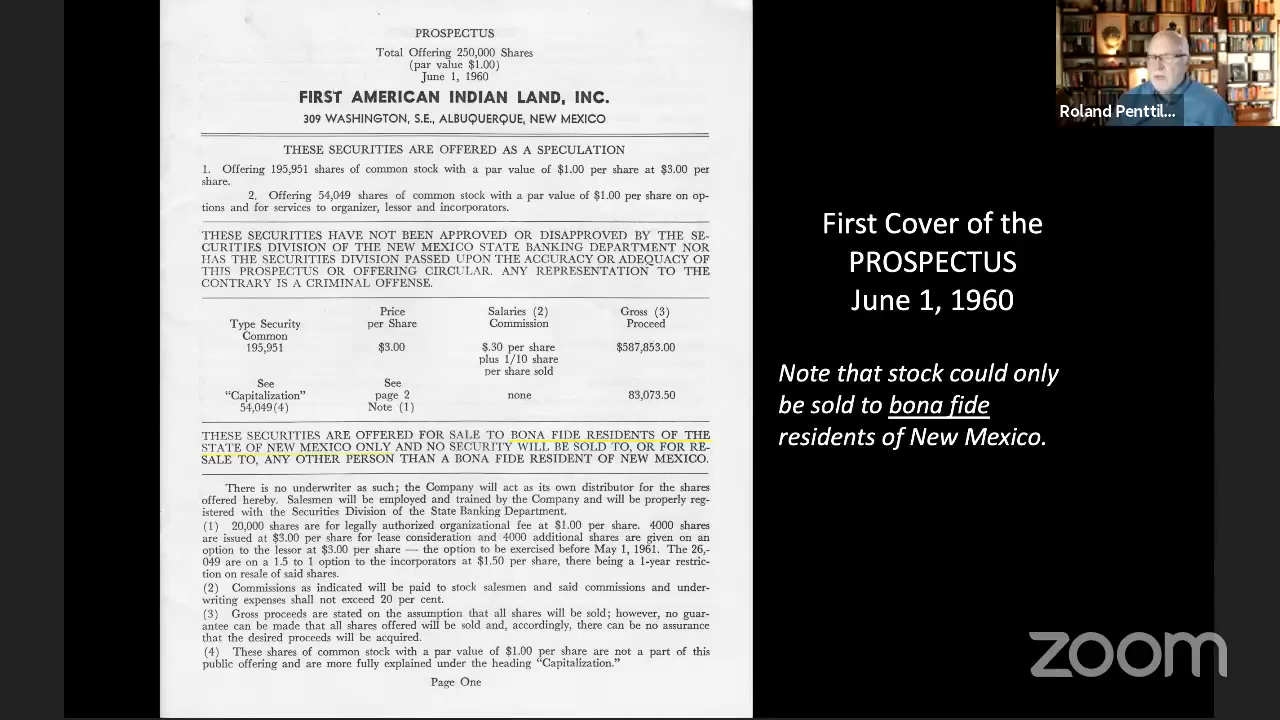 PROSPECTUS
Total Offering 250,000 Shares
(par value $1.00)
June 1, 1960
FIRST AMERICAN INDIAN LAND, INC.
309 WASHINGTON, S.E., ALBUQUERQUE, NEW MEXICO
THESE SECURITIES ARE OFFERED AS A SPECULATION
1. Offering 195,951 shares of common stock with a par value of $1.00 per share at $3.00 per
share.
2. Offering 54,049 shares of common stock with a par value of $1.00 per share on op-
tions and for services to organizer, lessor and incorporators.
THESE SECURITIES HAVE NOT BEEN APPROVED OR DISAPPROVED BY THE SE-
CURITIES DIVISION OF THE NEW MEXICO STATE BANKING DEPARTMENT NOR
HAS THE SECURITIES DIVISION PASSED UPON THE ACCURACY OR ADEQUACY OF
THIS PROSPECTUS OR OFFERING CIRCULAR. ANY REPRESENTATION TO THE
CONTRARY IS A CRIMINAL OFFENSE.
Type Security
Price
per Share
Salaries (2)
Commission
Gross (3)
Proceed
Common
195,951
$3.00
$.30 per share
plus 1/10 share
per share sold
$587,853.00
See
"Capitalization"
54,049(4)
See
page 2
Note (1)
none
83,073.50
THESE SECURITIES ARE OFFERED FOR SALE TO BONA FIDE RESIDENTS OF THE
STATE OF NEW MEXICO ONLY AND NO SECURITY WILL BE SOLD TO, OR FOR RE-
SALE TO, ANY OTHER PERSON THAN A BONA FIDE RESIDENT OF NEW MEXICO.
There is no underwriter as such; the Company will act as its own distributor for the shares
offered hereby. Salesmen will be employed and trained by the Company and will be properly reg-
istered with the Securities Division of the State Banking Department.
(1) 20,000 shares are for legally authorized organizational fee at $1.00 per share. 4000 shares
are issued at $3.00 per share for lease consideration and 4000 additional shares are given on an
option to the lessor at $3.00 per share — the option to be exercised before May 1, 1961. The 26,-
049 are on a 1.5 to 1 option to the incorporators at $1.50 per share, there being a 1-year restric-
tion on resale of said shares.
(2) Commissions as indicated will be paid to stock salesmen and said commissions and under-
writing expenses shall not exceed 20 per cent.
(3) Gross proceeds are stated on the assumption that all shares will be sold; however, no guar-
antee can be made that all shares offered will be sold and, accordingly, there can be no assurance
that the desired proceeds will be acquired.
(4) These shares of common stock with a par value of $1.00 per share are not a part of this
public offering and are more fully explained under the heading "Capitalization."
Page One
Roland Penttil...
First Cover of the
PROSPECTUS
June 1, 1960
Note that stock could only
be sold to bona fide
residents of New Mexico.
zoom